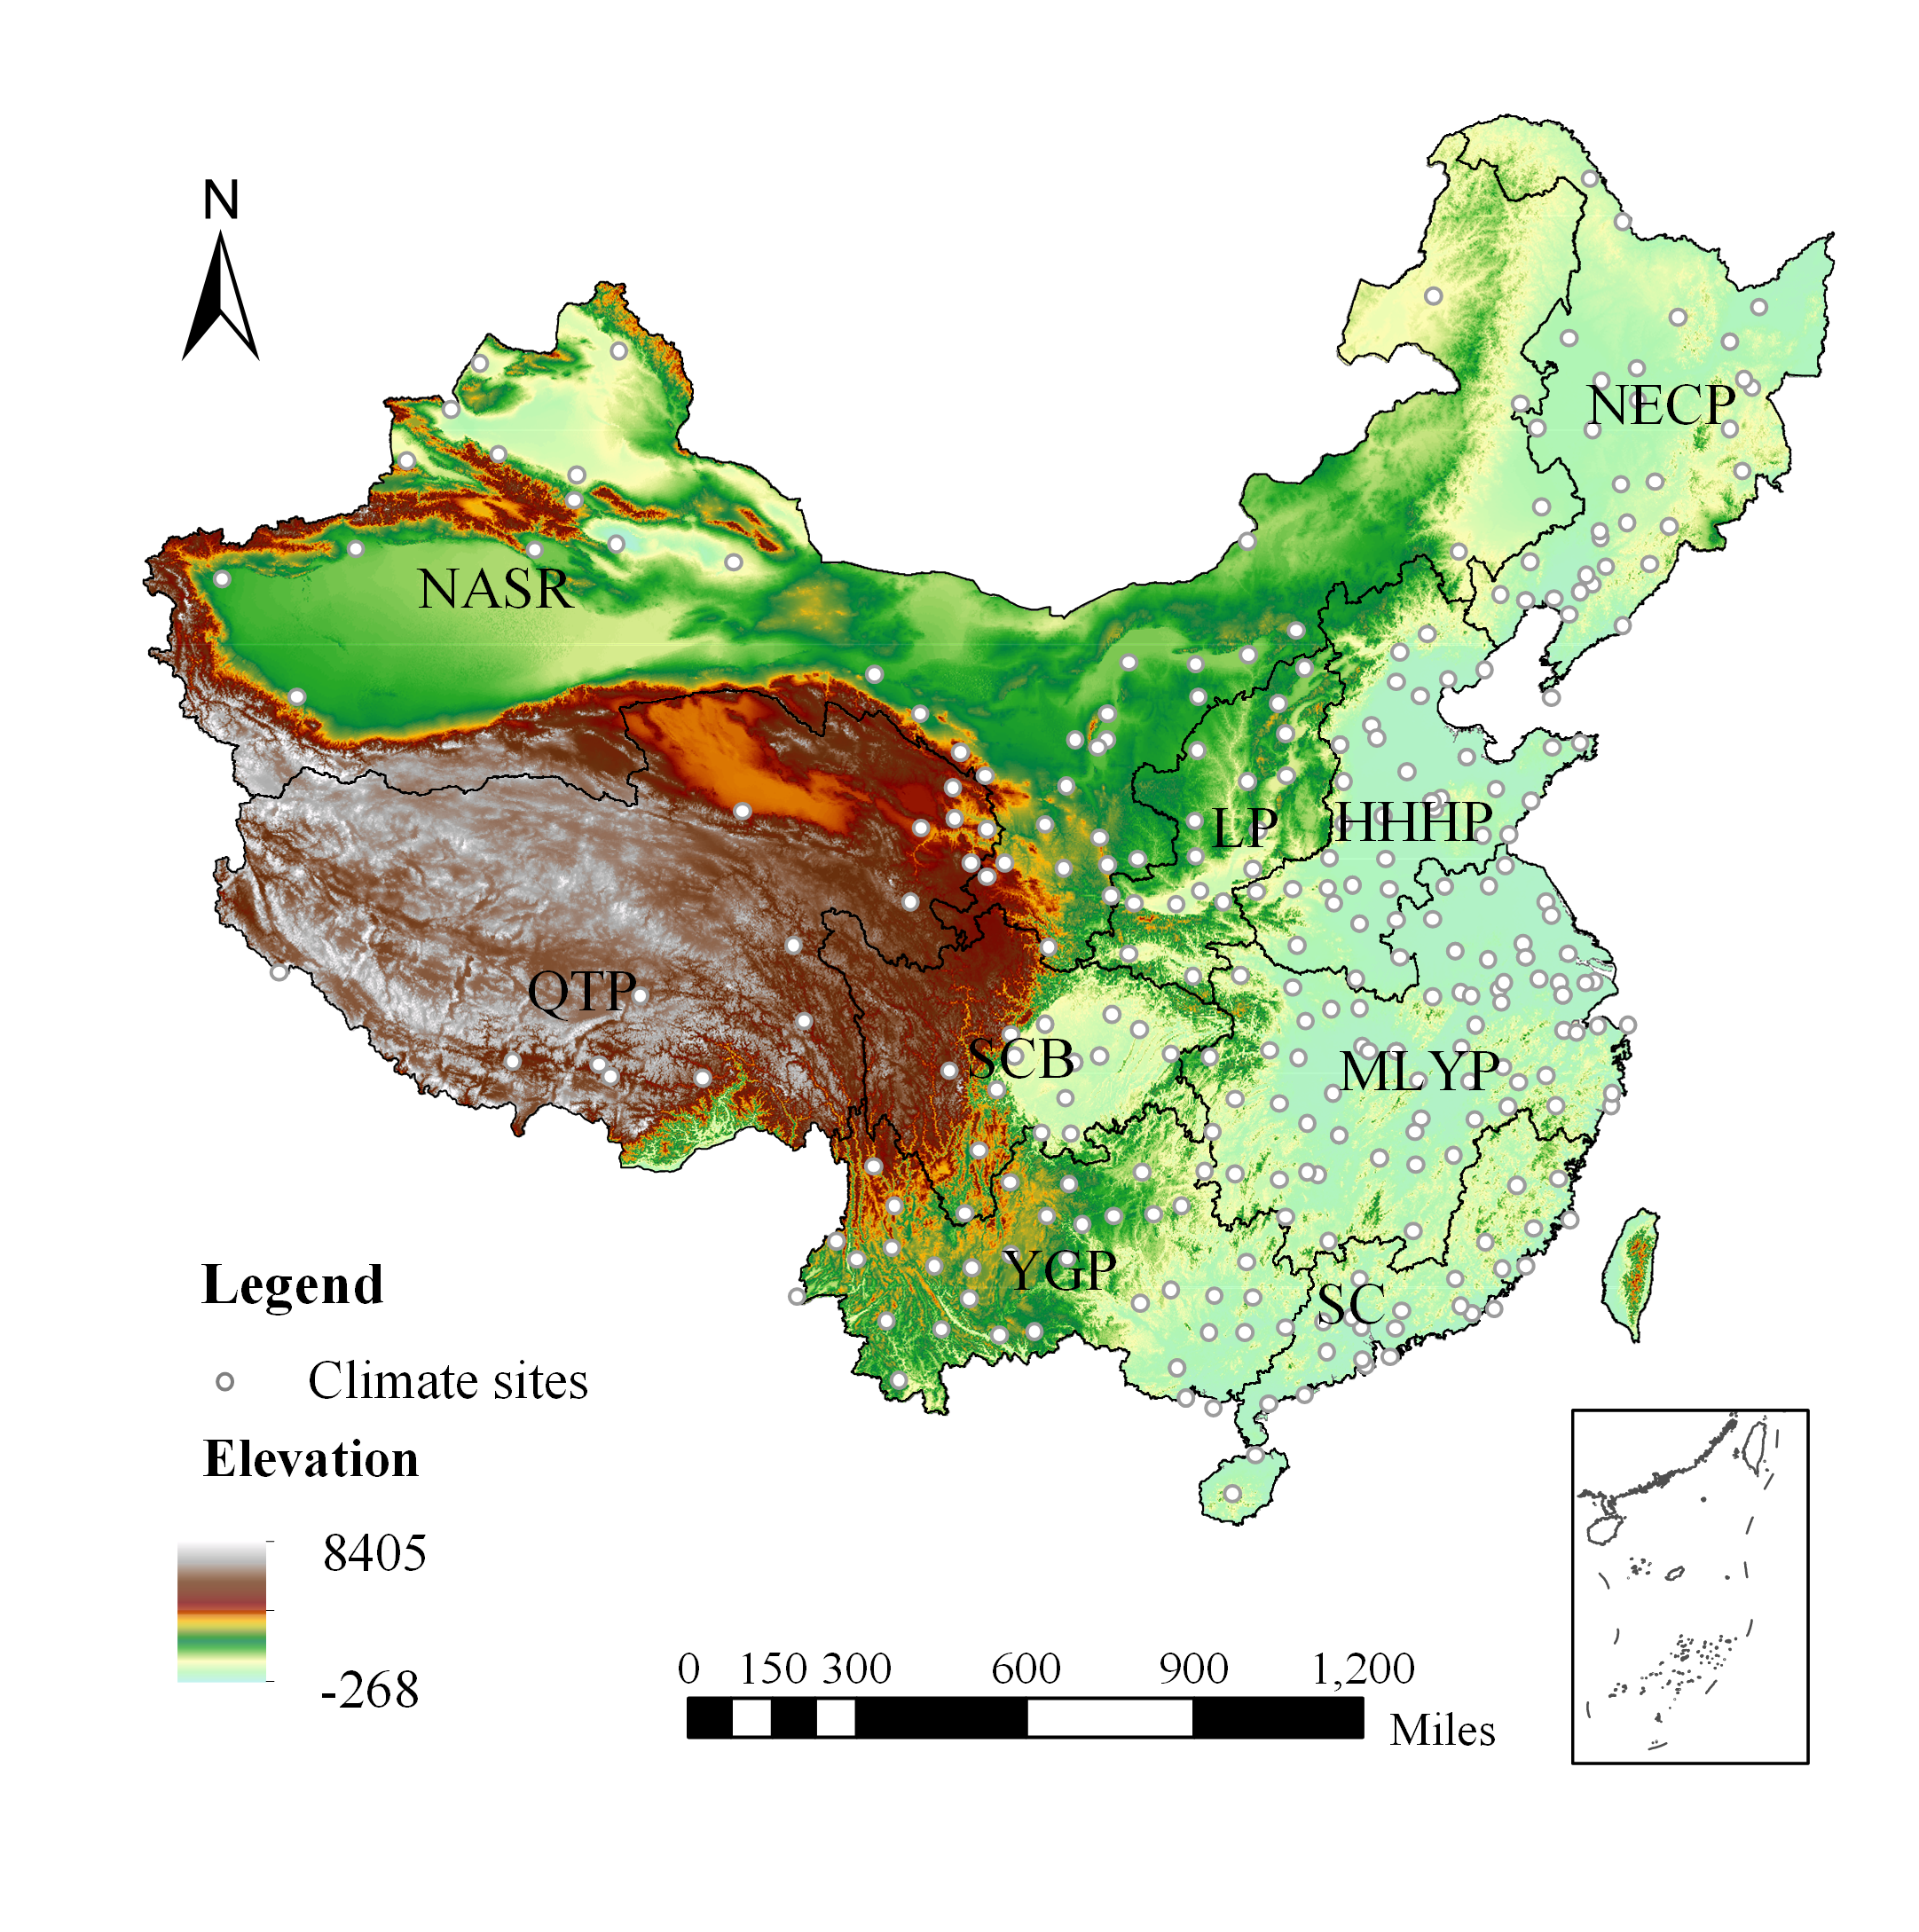 N
NECP
NASR
LP
HHHP
QTP
SCB
MLYP
YGP
SC
Legend
Climate sites
Elevation
8405
-268
0 150 300 600 900 1,200
Miles